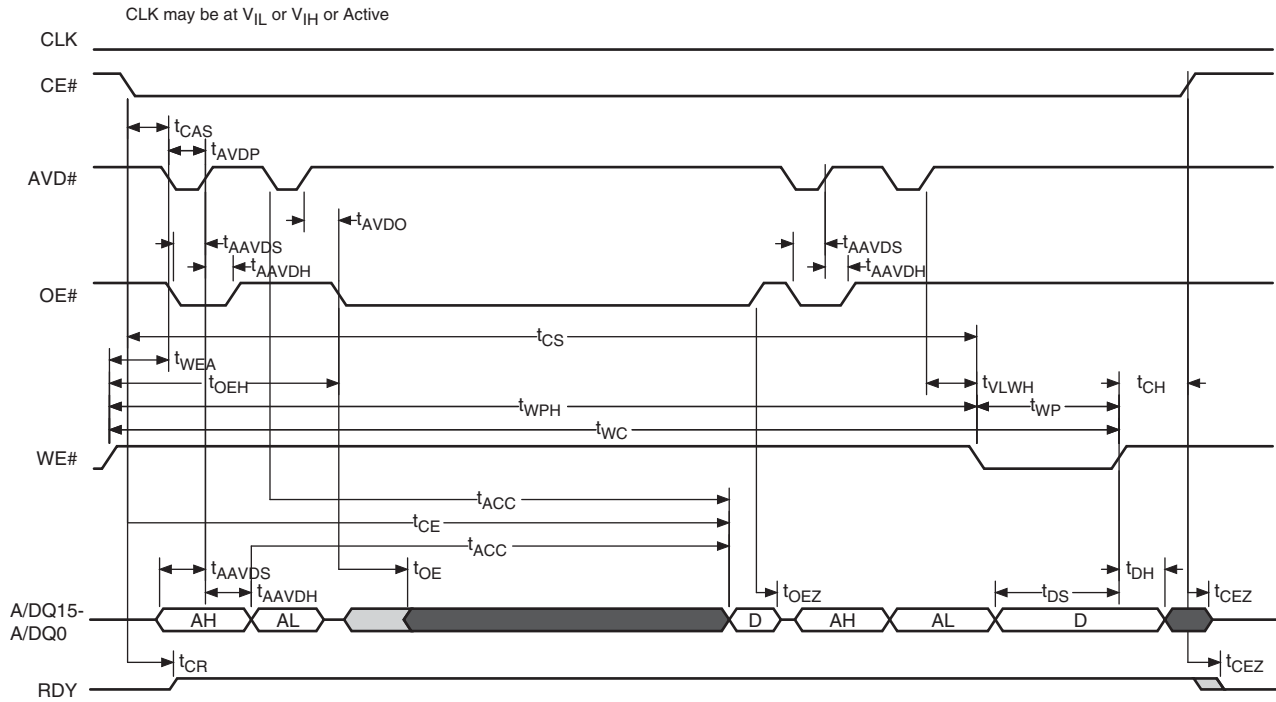 CLK may be at VIL or VIH or Active
CLK
CE#
tCAS
tAVDP
AVD#
tAVDO
tAAVDS
tAAVDS
tAAVDH
tAAVDH
OE#
tCS
tWEA
tOEH
tVLWH
tCH
tWPH
tWP
tWC
WE#
tACC
tCE
tACC
tAAVDS
tOE
tDH
tAAVDH
tOEZ
tDS
tCEZ
A/DQ15-
A/DQ0
AH
AL
D
AH
AL
D
tCR
tCEZ
RDY